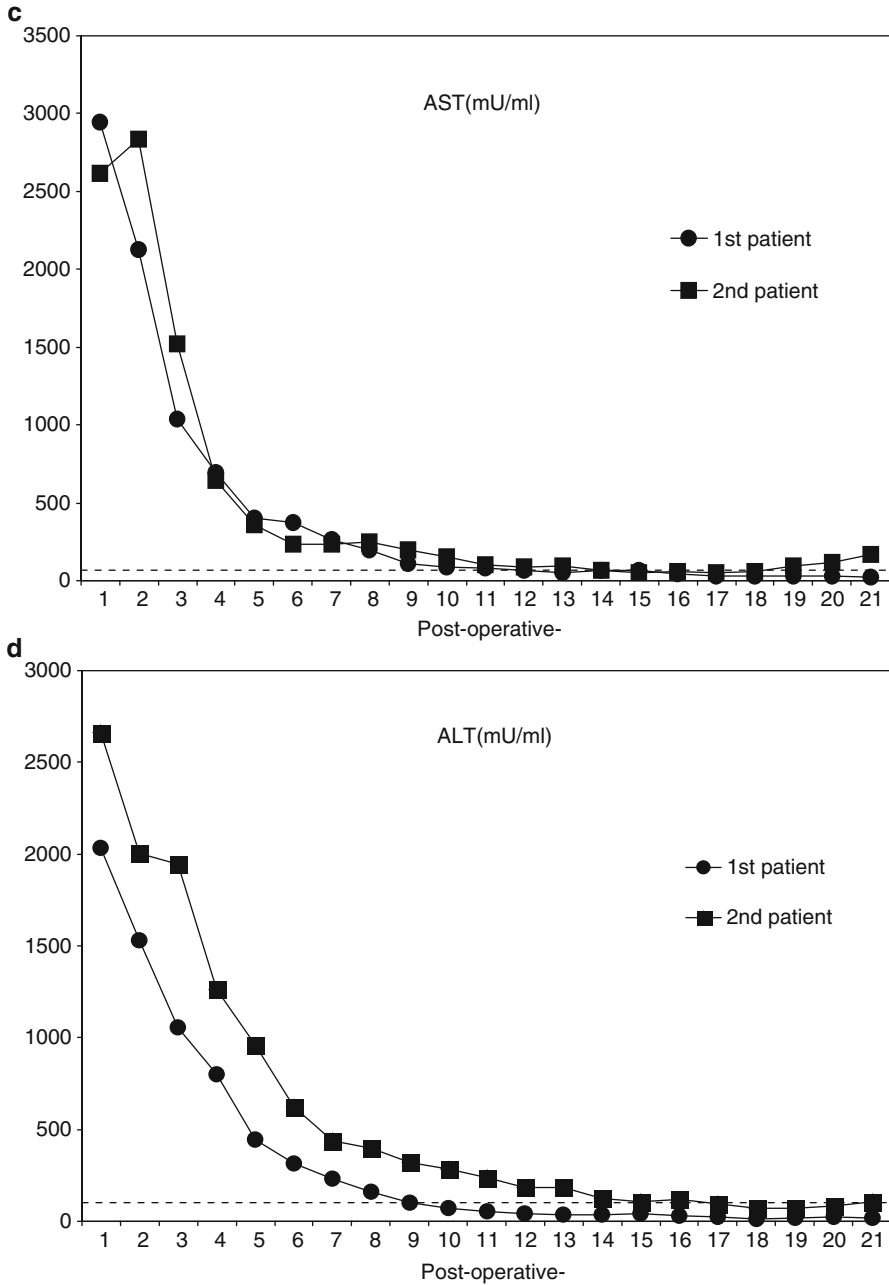 c
3500
AST(mU/ml)
3000
2500
1st patient
2000
2nd patient
1500
1000
500
0
1 2 3 4 5 6 7 8 9 10 11 12 13 14 15 16 17 18 19 20 21
Post-operative-
d
3000
ALT(mU/ml)
2500
2000
1st patient
2nd patient
1500
1000
500
0
1 2 3 4 5 6 7 8 9 10 11 12 13 14 15 16 17 18 19 20 21
Post-operative-